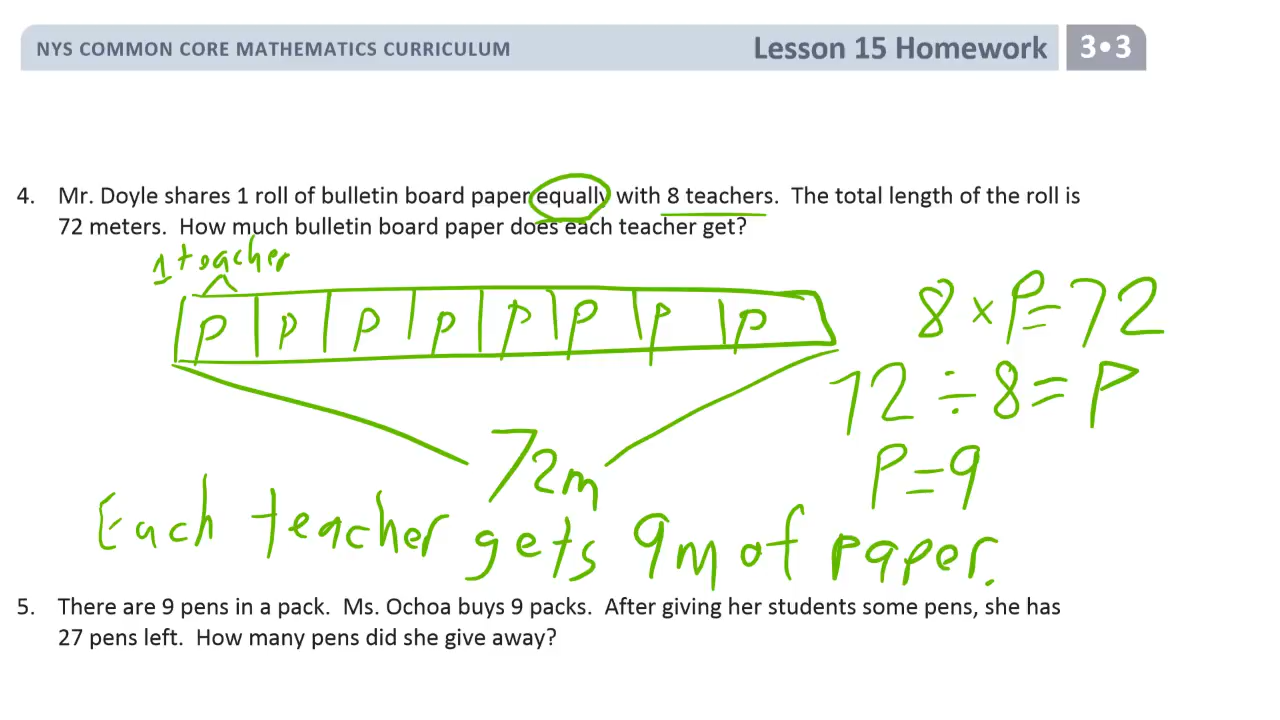 NYS COMMON CORE MATHEMATICS CURRICULUM Lesson 15 Homework 3•3
4. Mr. Doyle shares 1 roll of bulletin board paper equally with 8 teachers. The total length of the roll is
72 meters. How much bulletin board paper does each teacher get?
1 teacher
P P P P P P P P
8 × P = 72
72 ÷ 8 = P
P = 9
72m
Each teacher gets 9m of paper.
5. There are 9 pens in a pack. Ms. Ochoa buys 9 packs. After giving her students some pens, she has
27 pens left. How many pens did she give away?